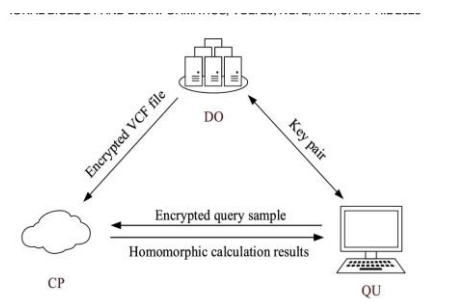 DO
Encrypted VCF file
Key pair
Encrypted query sample
Homomorphic calculation results
CP
QU